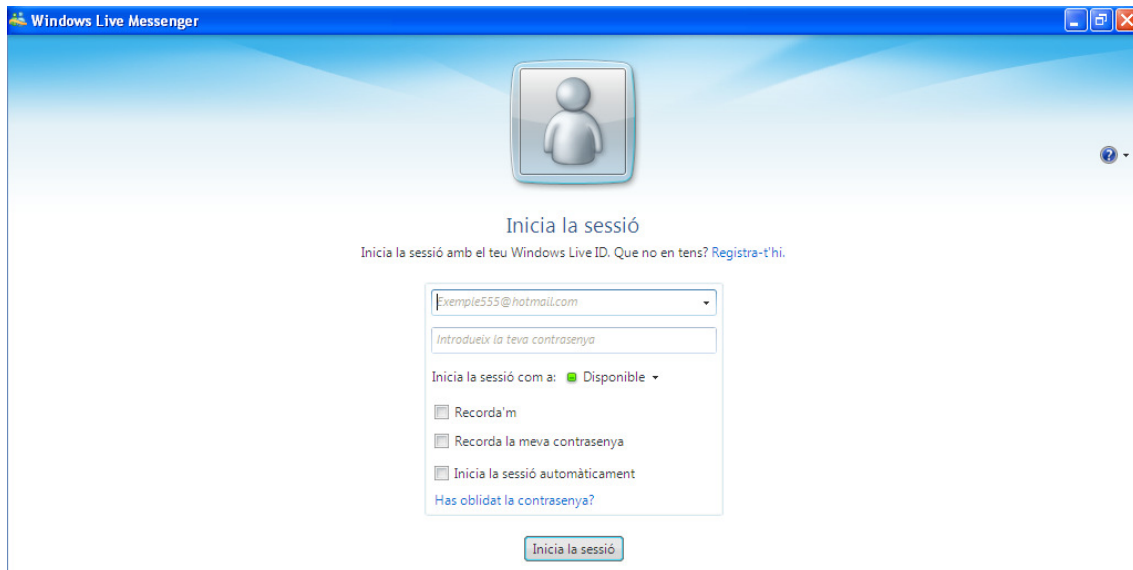 Windows Live Messenger
Inicia la sessió
Inicia la sessió amb el teu Windows Live ID. Que no en tens? Registra-t'hi.
Exemple555@hotmail.com
Introdueix la teva contrasenya
Inicia la sessió com a: Disponible
Recorda'm
Recorda la meva contrasenya
Inicia la sessió automàticament
Has oblidat la contrasenya?
Inicia la sessió